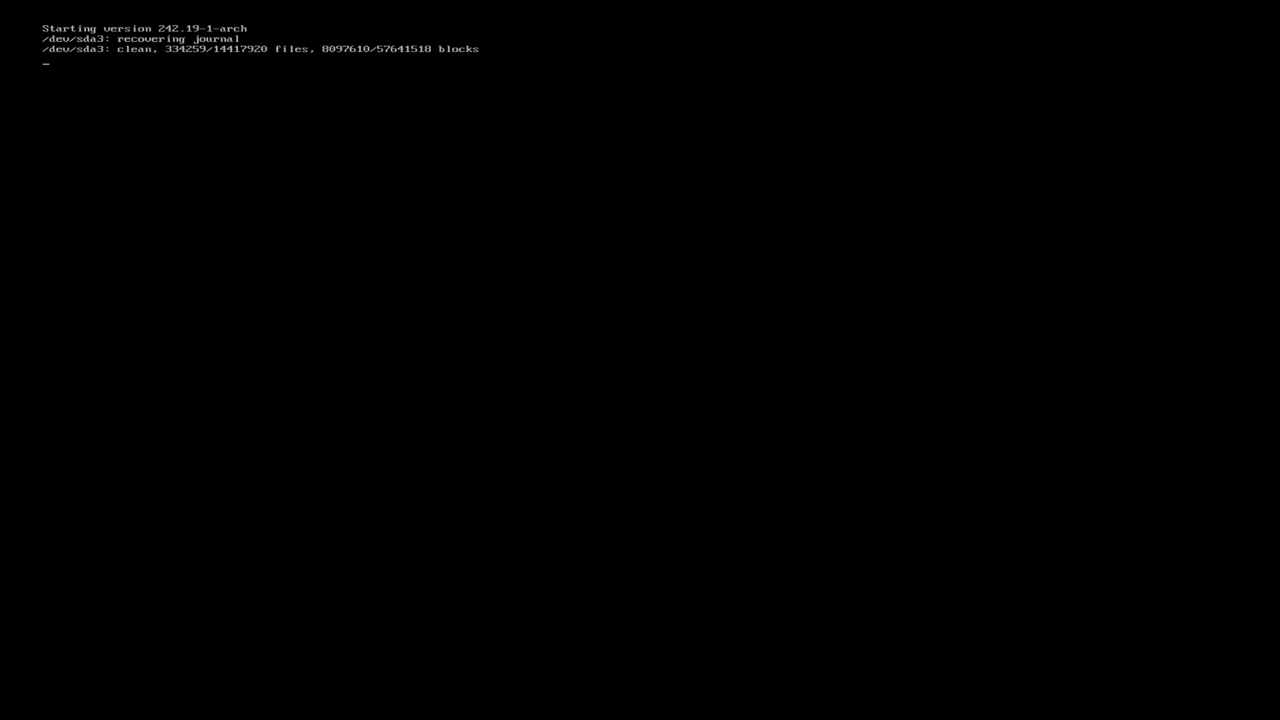 Starting version 242.19-1-arch
/dev/sda3: recovering journal
/dev/sda3: clean, 334259/14417920 files, 8097610/57641518 blocks
_